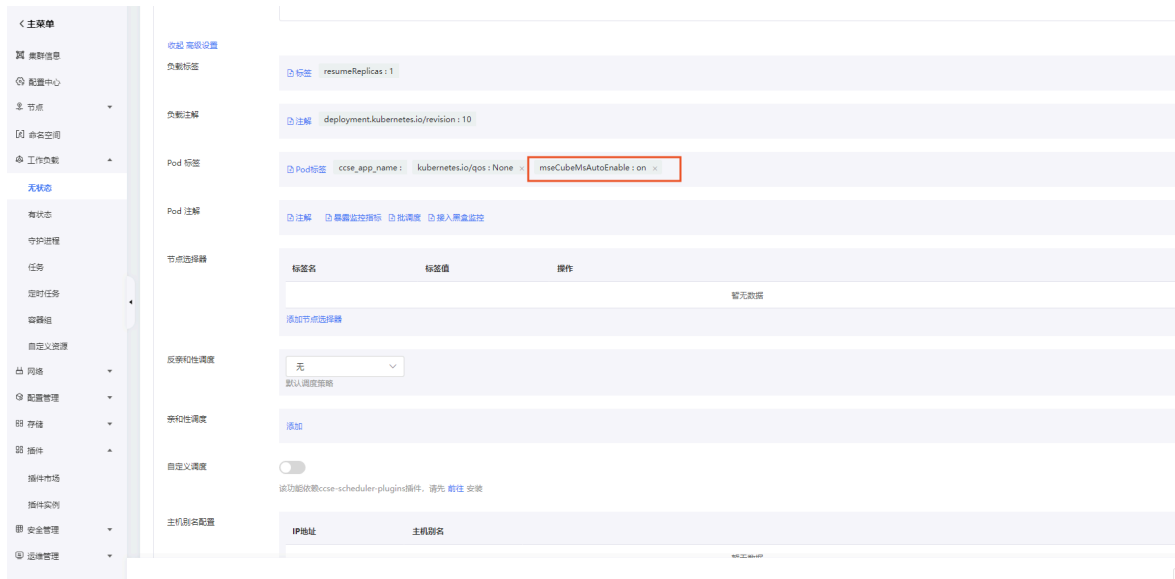 主菜单
集群信息
配置中心
节点
命名空间
工作负载
无状态
有状态
守护进程
任务
定时任务
容器组
自定义资源
网络
配置管理
存储
插件
插件市场
插件实例
安全管理
运维管理
收起 高级设置
负载标签
标签 resumeReplicas : 1
负载注解
注解 deployment.kubernetes.io/revision : 10
Pod 标签
Pod标签 ccse_app_name : kubernetes.io/qos : None × mseCubeMsAutoEnable : on ×
Pod 注解
注解 暴露监控指标 批调度 接入黑盒监控
节点选择器
标签名 标签值 操作
暂无数据
添加节点选择器
反亲和性调度
无
默认调度策略
亲和性调度
添加
自定义调度
该功能依赖ccse-scheduler-plugins插件，请先 前往 安装
主机别名配置
IP地址 主机别名